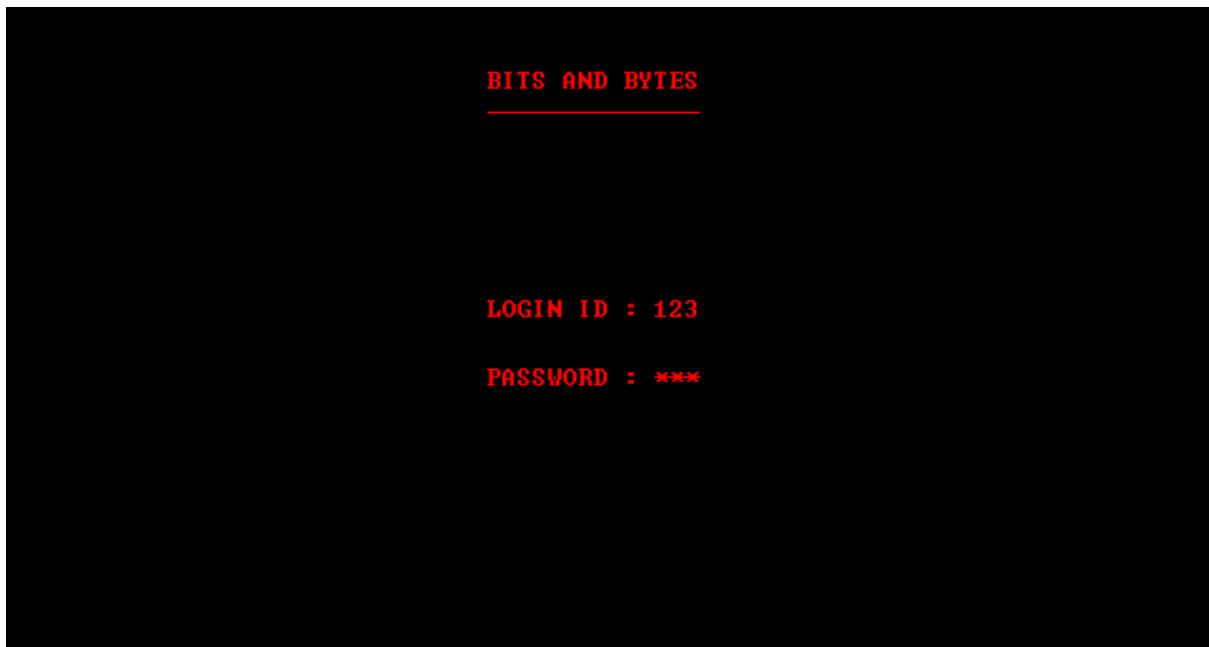 BITS AND BYTES
LOGIN ID : 123
PASSWORD : ***